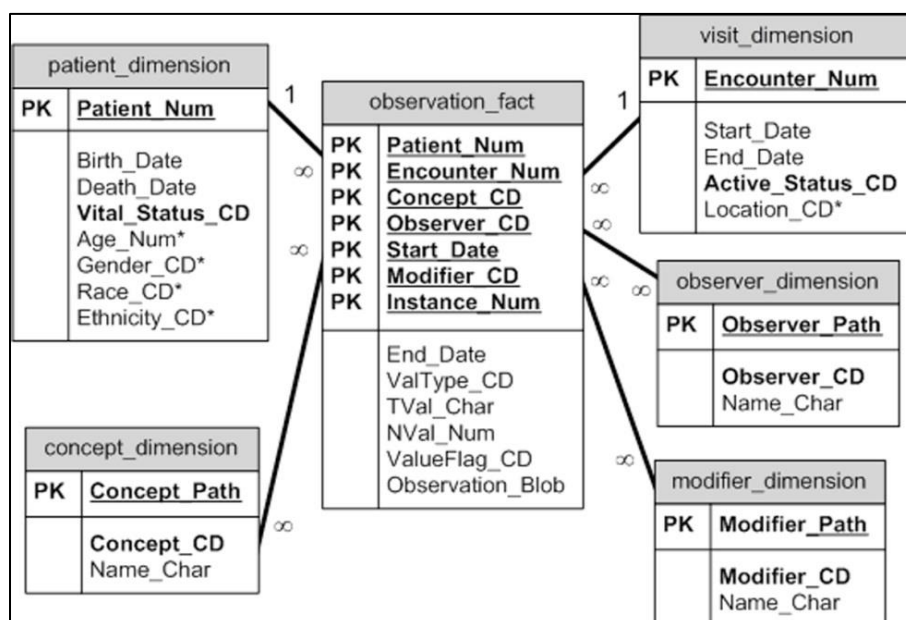 patient_dimension
PK Patient_Num
Birth_Date
Death_Date
Vital_Status_CD
Age_Num*
Gender_CD*
Race_CD*
Ethnicity_CD*
1
∞
observation_fact
PK Patient_Num
PK Encounter_Num
PK Concept_CD
PK Observer_CD
PK Start_Date
PK Modifier_CD
PK Instance_Num
End_Date
ValType_CD
TVal_Char
NVal_Num
ValueFlag_CD
Observation_Blob
visit_dimension
PK Encounter_Num
Start_Date
End_Date
Active_Status_CD
Location_CD*
1
∞
∞
∞
observer_dimension
PK Observer_Path
Observer_CD
Name_Char
∞
∞
concept_dimension
PK Concept_Path
Concept_CD
Name_Char
∞
∞
modifier_dimension
PK Modifier_Path
Modifier_CD
Name_Char